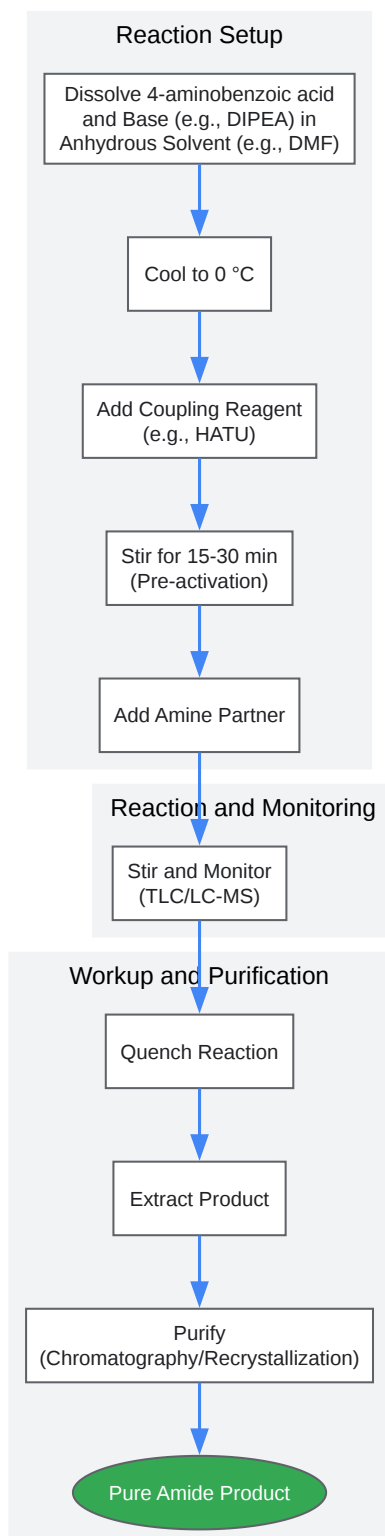 Reaction Setup
Dissolve 4-aminobenzoic acid
and Base (e.g., DIPEA) in
Anhydrous Solvent (e.g., DMF)
Cool to 0 °C
Add Coupling Reagent
(e.g., HATU)
Stir for 15-30 min
(Pre-activation)
Add Amine Partner
Reaction and Monitoring
Stir and Monitor
(TLC/LC-MS)
Workup and Purification
Quench Reaction
Extract Product
Purify
(Chromatography/Recrystallization)
Pure Amide Product